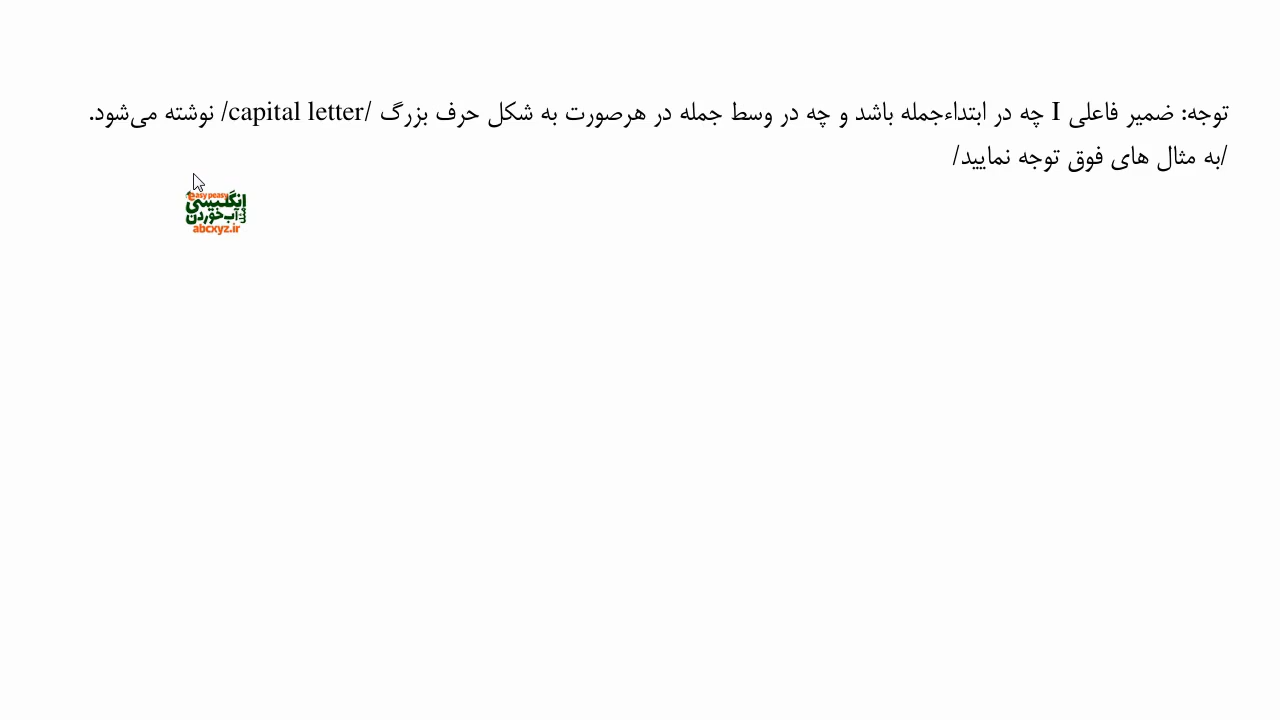 توجه: ضمیر فاعلی I چه در ابتداءجمله باشد و چه در وسط جمله در هرصورت به شکل حرف بزرگ /capital letter/ نوشته می‌شود.
/به مثال های فوق توجه نمایید/
easy peasy
انگلیسی
مثل آب خوردن
abcxyz.ir